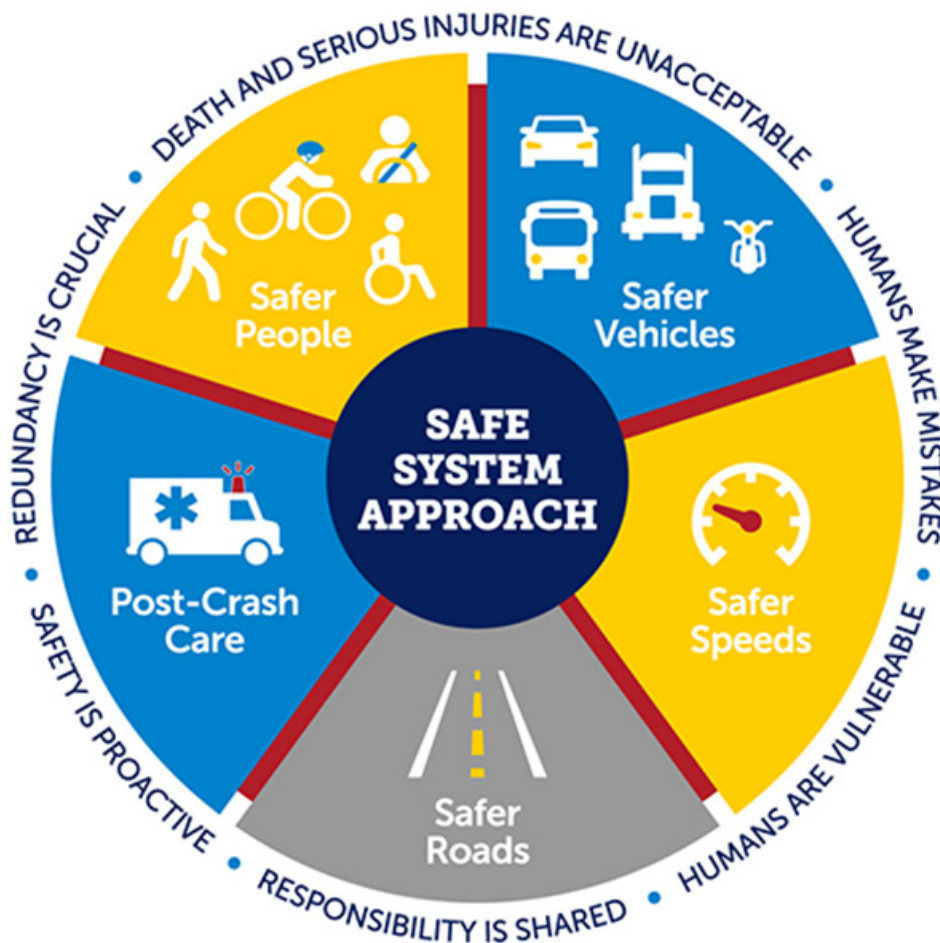 DEATH AND SERIOUS INJURIES ARE UNACCEPTABLE
HUMANS MAKE MISTAKES
HUMANS ARE VULNERABLE
RESPONSIBILITY IS SHARED
SAFETY IS PROACTIVE
REDUNDANCY IS CRUCIAL
Safer
People
Safer
Vehicles
SAFE
SYSTEM
APPROACH
Post-Crash
Care
Safer
Speeds
Safer
Roads